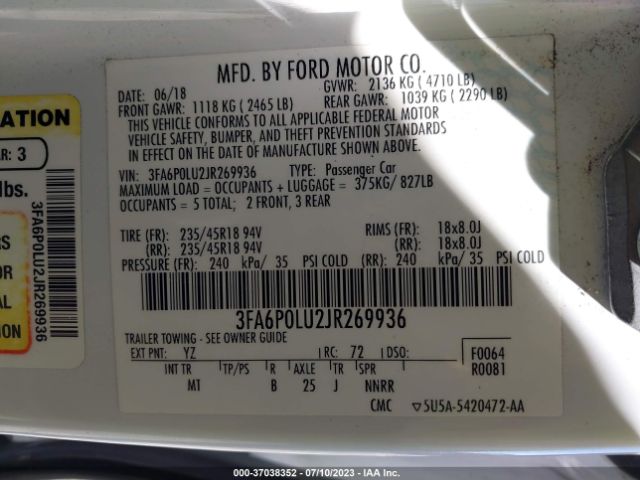 MFD. BY FORD MOTOR CO.
DATE: 06/18 GVWR: 2136 KG ( 4710 LB)
FRONT GAWR: 1118 KG ( 2465 LB) REAR GAWR: 1039 KG ( 2290 LB)
THIS VEHICLE CONFORMS TO ALL APPLICABLE FEDERAL MOTOR
VEHICLE SAFETY, BUMPER, AND THEFT PREVENTION STANDARDS
IN EFFECT ON THE DATE OF MANUFACTURE SHOWN ABOVE.
VIN: 3FA6P0LU2JR269936 TYPE: Passenger Car
MAXIMUM LOAD = OCCUPANTS + LUGGAGE = 375KG/ 827LB
OCCUPANTS = 5 TOTAL; 2 FRONT, 3 REAR
TIRE (FR): 235/45R18 94V RIMS (FR): 18x8.0J
(RR): 235/45R18 94V (RR): 18x8.0J
PRESSURE (FR): 240 kPa/ 35 PSI COLD (RR): 240 kPa/ 35 PSI COLD
3FA6P0LU2JR269936
TRAILER TOWING - SEE OWNER GUIDE
EXT PNT: YZ RC: 72 DSO: F0064
INT TR TP/PS R AXLE TR SPR R0081
MT B 25 J NNRR
CMC 5U5A-5420472-AA
ATION
AR: 3
lbs.
3FA6P0LU2JR269936
RS
OR
AL
TION
000-37038352 / 07/10/2023 / IAA Inc.